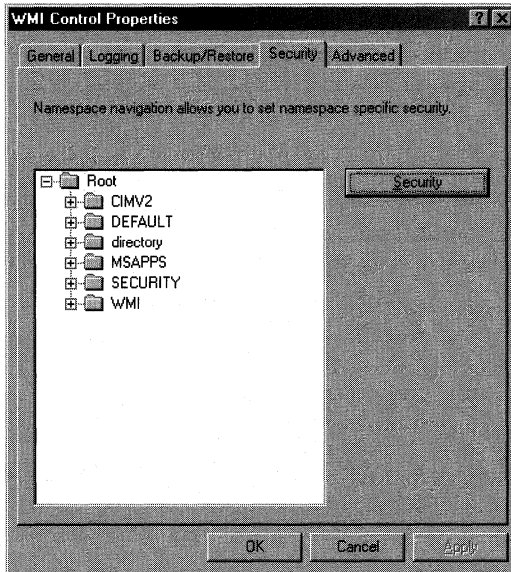 WMI Control Properties
General Logging Backup/Restore Security Advanced
Namespace navigation allows you to set namespace specific security.
Root
Security
CIMV2
DEFAULT
directory
MSAPPS
SECURITY
WMI
OK Cancel Apply